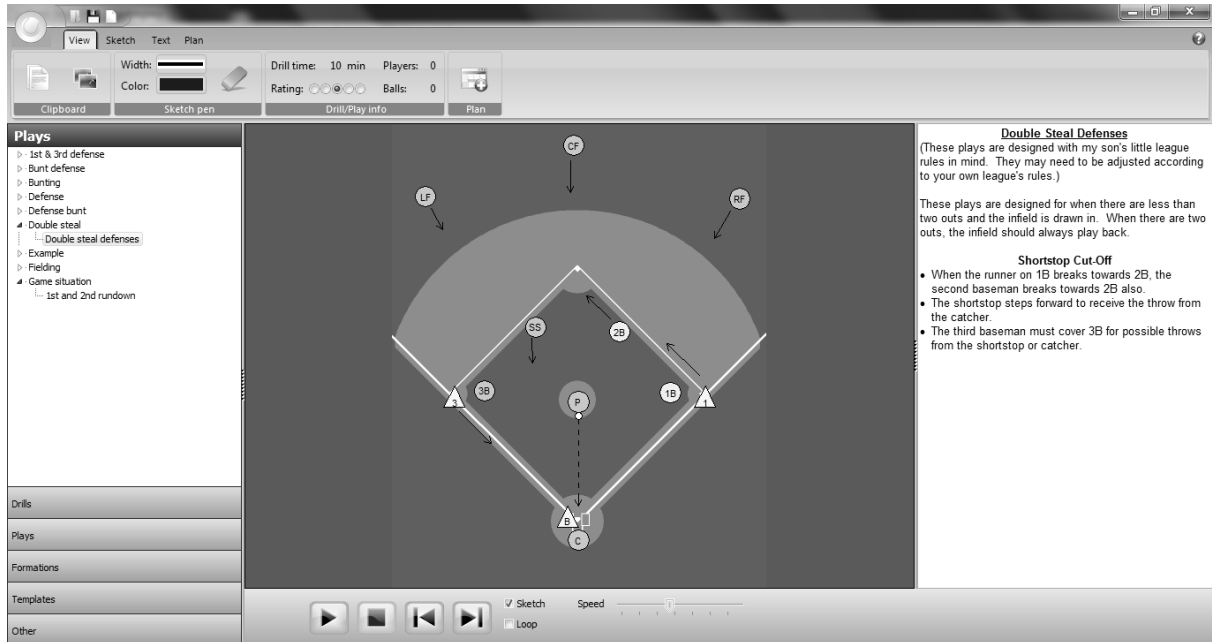 View Sketch Text Plan
Width:
Color:
Drill time: 10 min Players: 0
Rating: Balls: 0
Clipboard Sketch pen Drill/Play info Plan
Plays
1st & 3rd defense
Bunt defense
Bunting
Defense
Defense bunt
Double steal
Double steal defenses
Example
Fielding
Game situation
1st and 2nd rundown
Drills
Plays
Formations
Templates
Other
CF
LF
RF
SS
2B
3B
1B
P
3
1
B
C
Sketch
Loop
Speed
Double Steal Defenses
(These plays are designed with my son's little league
rules in mind. They may need to be adjusted according
to your own league's rules.)
These plays are designed for when there are less than
two outs and the infield is drawn in. When there are two
outs, the infield should always play back.
Shortstop Cut-Off
• When the runner on 1B breaks towards 2B, the
second baseman breaks towards 2B also.
• The shortstop steps forward to receive the throw from
the catcher.
• The third baseman must cover 3B for possible throws
from the shortstop or catcher.